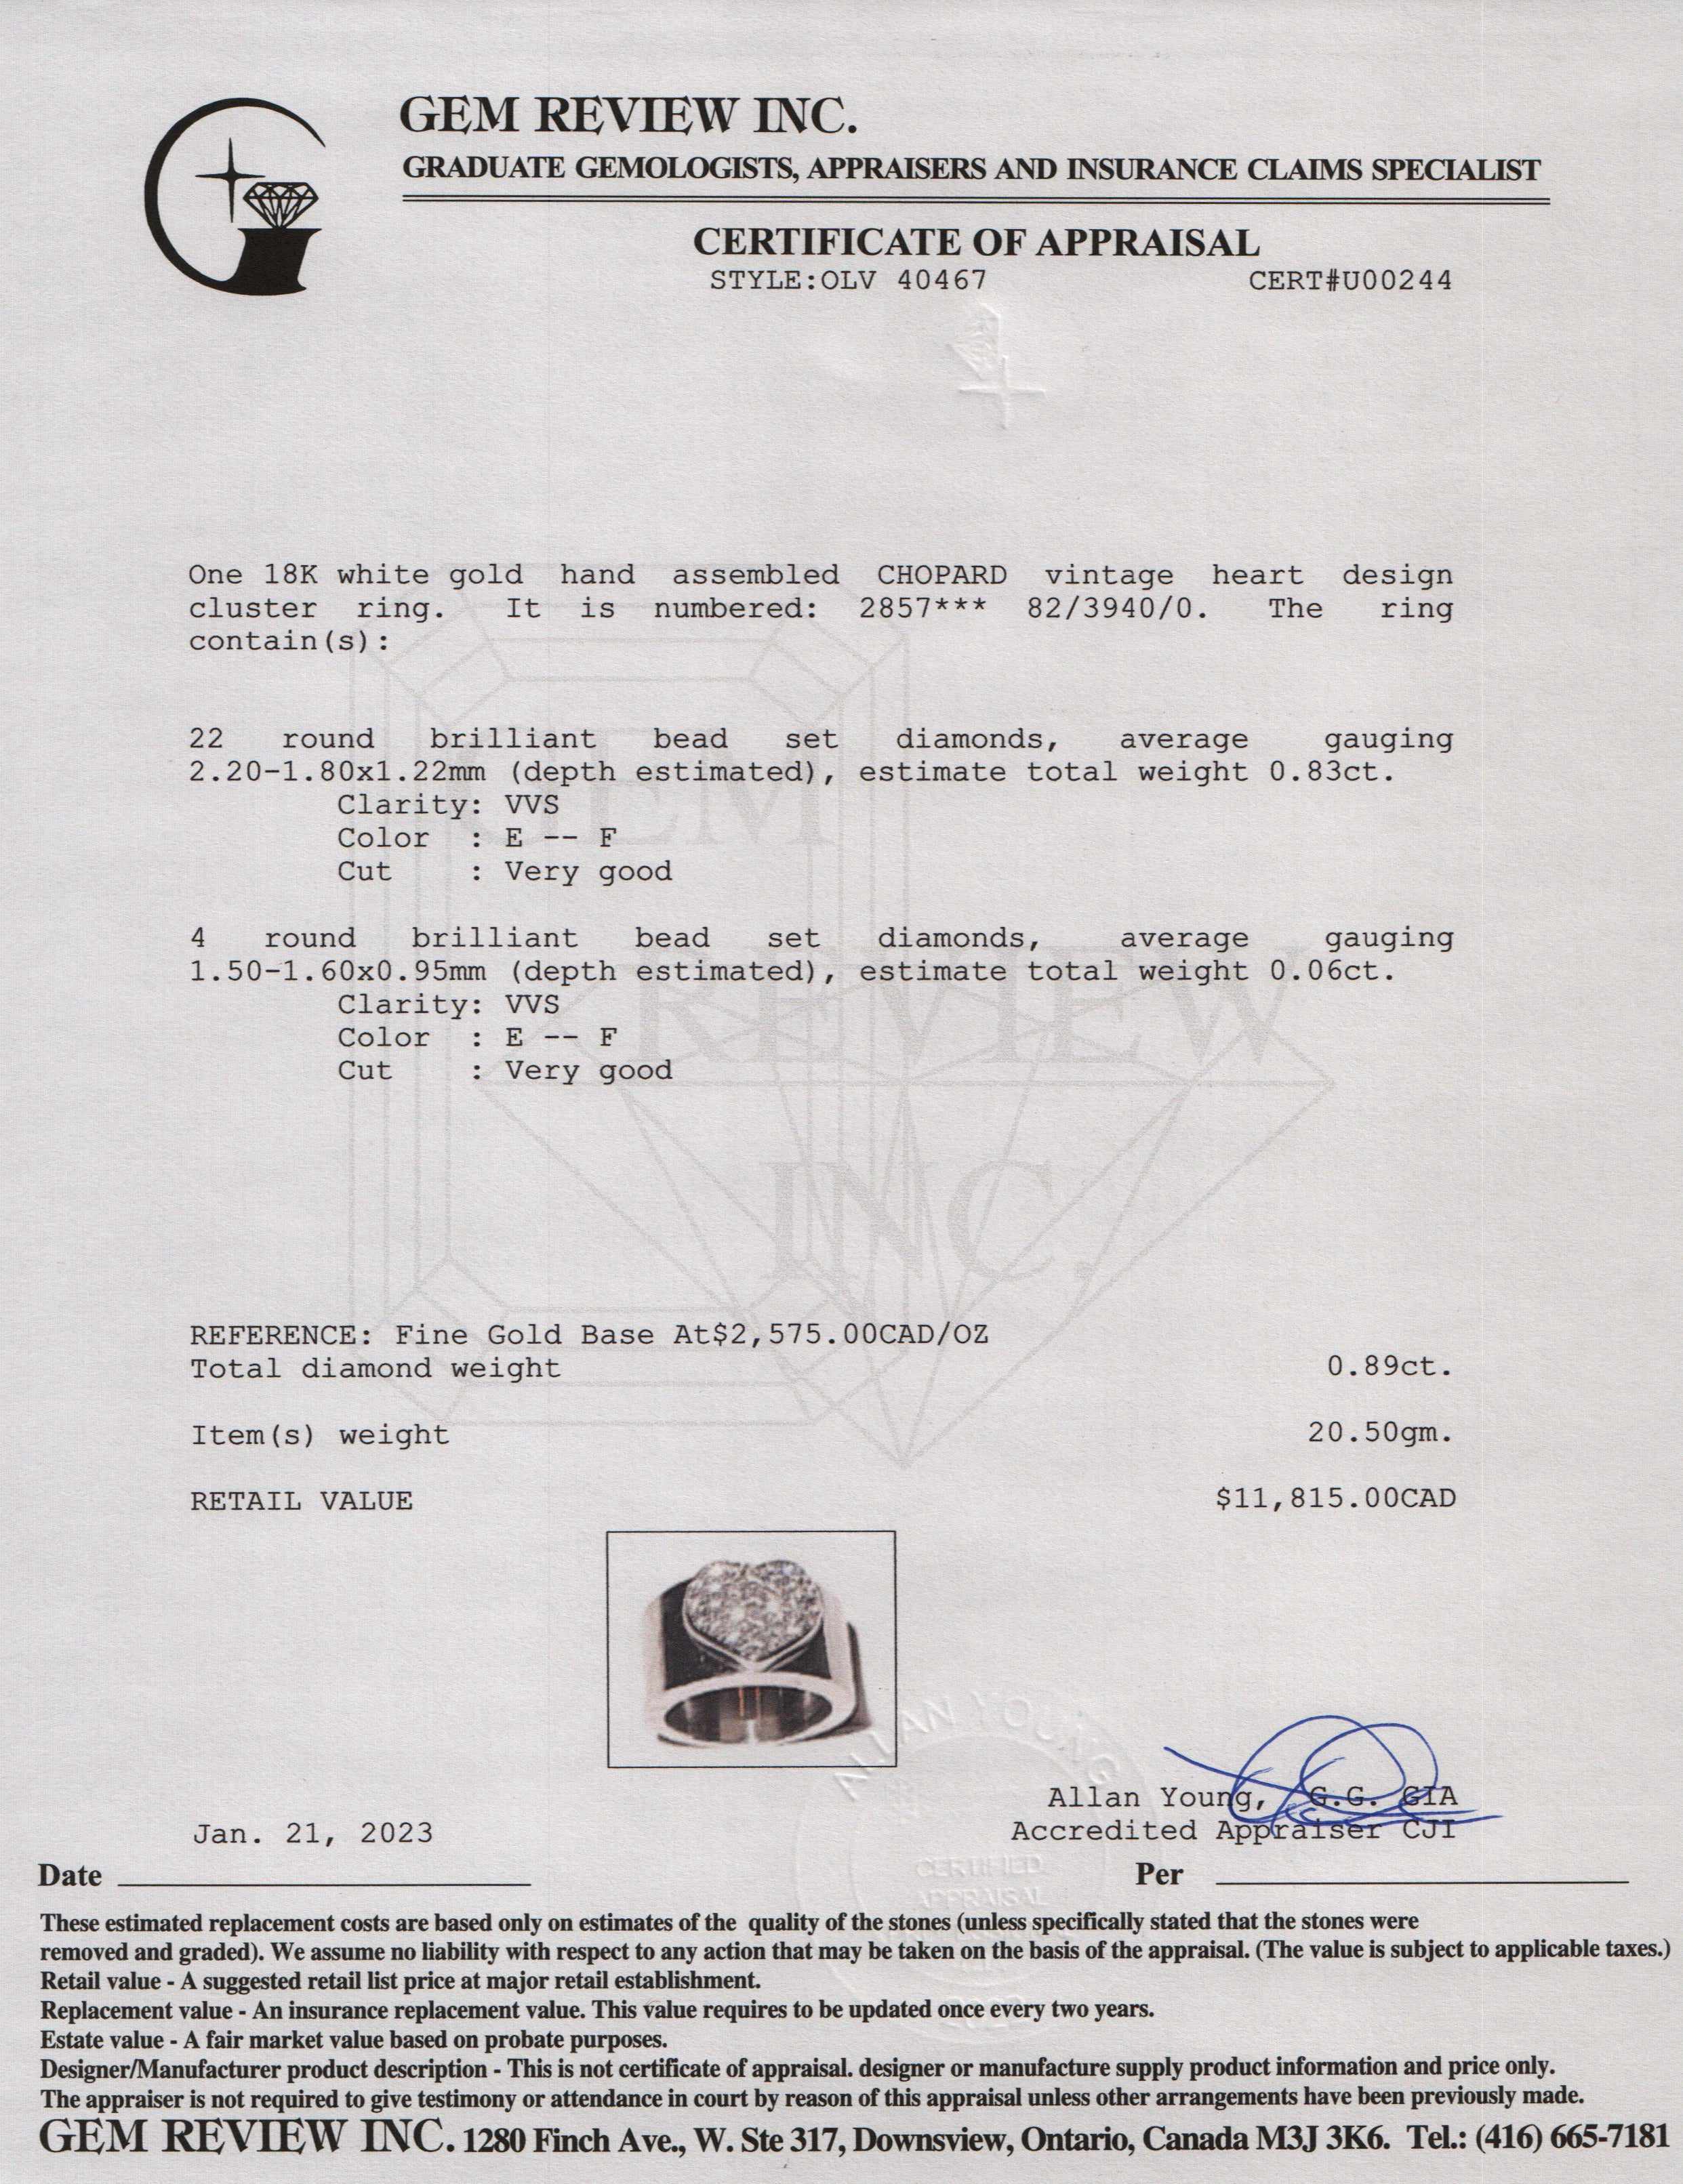 GEM REVIEW INC.
GRADUATE GEMOLOGISTS, APPRAISERS AND INSURANCE CLAIMS SPECIALIST
CERTIFICATE OF APPRAISAL
STYLE:OLV 40467 CERT#U00244
One 18K white gold hand assembled CHOPARD vintage heart design
cluster ring. It is numbered: 2857*** 82/3940/0. The ring
contain(s):
22 round brilliant bead set diamonds, average gauging
2.20-1.80x1.22mm (depth estimated), estimate total weight 0.83ct.
Clarity: VVS
Color : E -- F
Cut : Very good
4 round brilliant bead set diamonds, average gauging
1.50-1.60x0.95mm (depth estimated), estimate total weight 0.06ct.
Clarity: VVS
Color : E -- F
Cut : Very good
GEM
REVIEW
INC.
REFERENCE: Fine Gold Base At$2,575.00CAD/OZ
Total diamond weight 0.89ct.
Item(s) weight 20.50gm.
RETAIL VALUE $11,815.00CAD
ALLAN YOUNG
CERTIFIED
APPRAISAL
Allan Young, G.G. GIA
Jan. 21, 2023 Accredited Appraiser CJI
Date Per
These estimated replacement costs are based only on estimates of the quality of the stones (unless specifically stated that the stones were
removed and graded). We assume no liability with respect to any action that may be taken on the basis of the appraisal. (The value is subject to applicable taxes.)
Retail value - A suggested retail list price at major retail establishment.
Replacement value - An insurance replacement value. This value requires to be updated once every two years.
Estate value - A fair market value based on probate purposes.
Designer/Manufacturer product description - This is not certificate of appraisal. designer or manufacture supply product information and price only.
The appraiser is not required to give testimony or attendance in court by reason of this appraisal unless other arrangements have been previously made.
GEM REVIEW INC. 1280 Finch Ave., W. Ste 317, Downsview, Ontario, Canada M3J 3K6. Tel.: (416) 665-7181